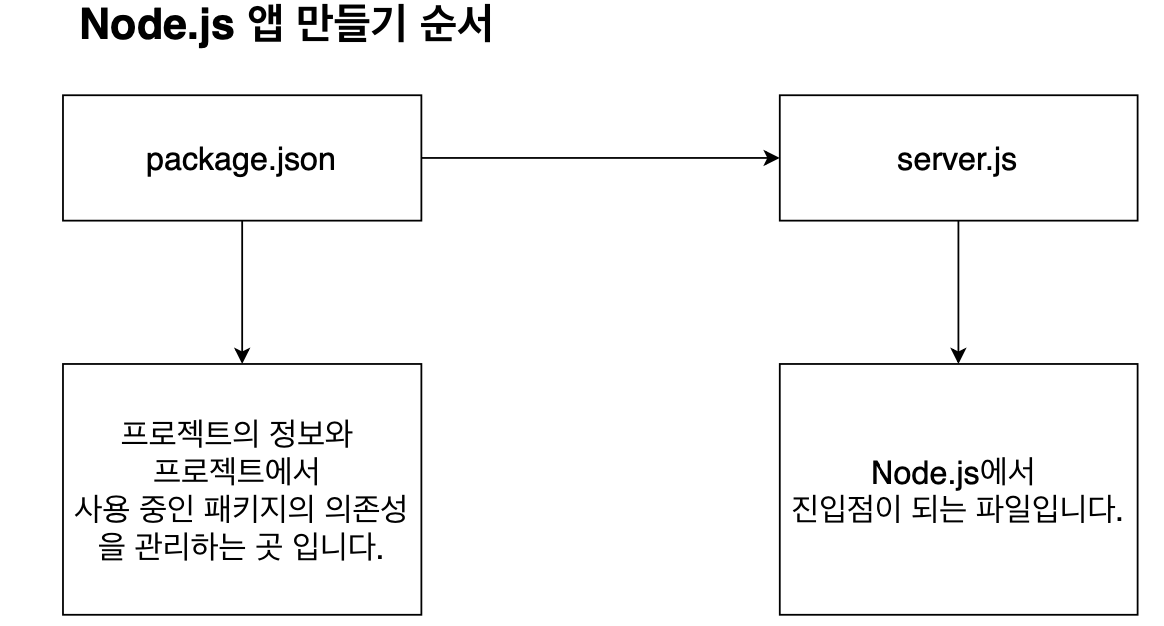 Node.js 앱 만들기 순서
package.json
server.js
프로젝트의 정보와
프로젝트에서
사용 중인 패키지의 의존성
을 관리하는 곳 입니다.
Node.js에서
진입점이 되는 파일입니다.